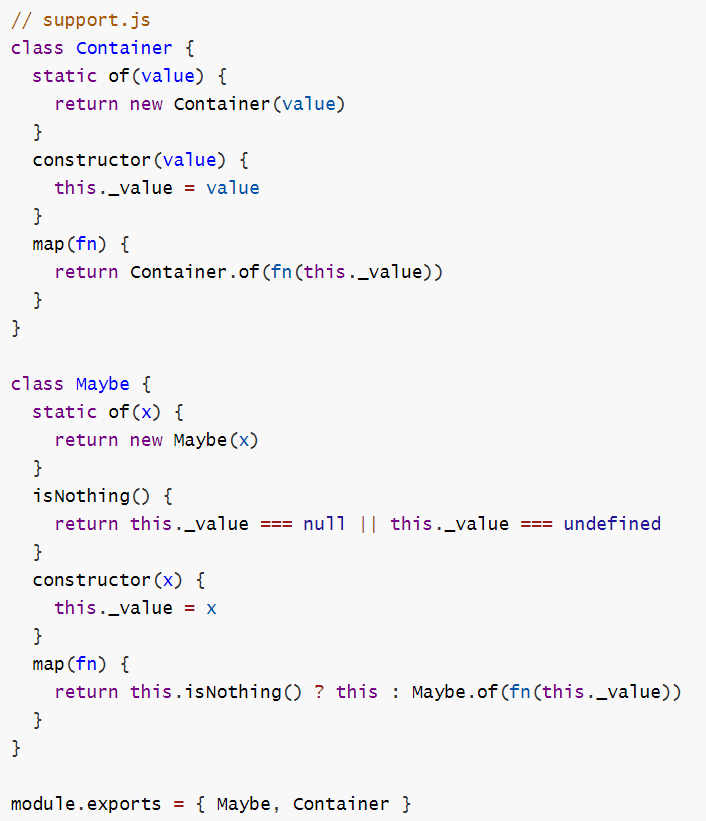 // support.js
class Container {
  static of(value) {
    return new Container(value)
  }
  constructor(value) {
    this._value = value
  }
  map(fn) {
    return Container.of(fn(this._value))
  }
}

class Maybe {
  static of(x) {
    return new Maybe(x)
  }
  isNothing() {
    return this._value === null || this._value === undefined
  }
  constructor(x) {
    this._value = x
  }
  map(fn) {
    return this.isNothing() ? this : Maybe.of(fn(this._value))
  }
}

module.exports = { Maybe, Container }